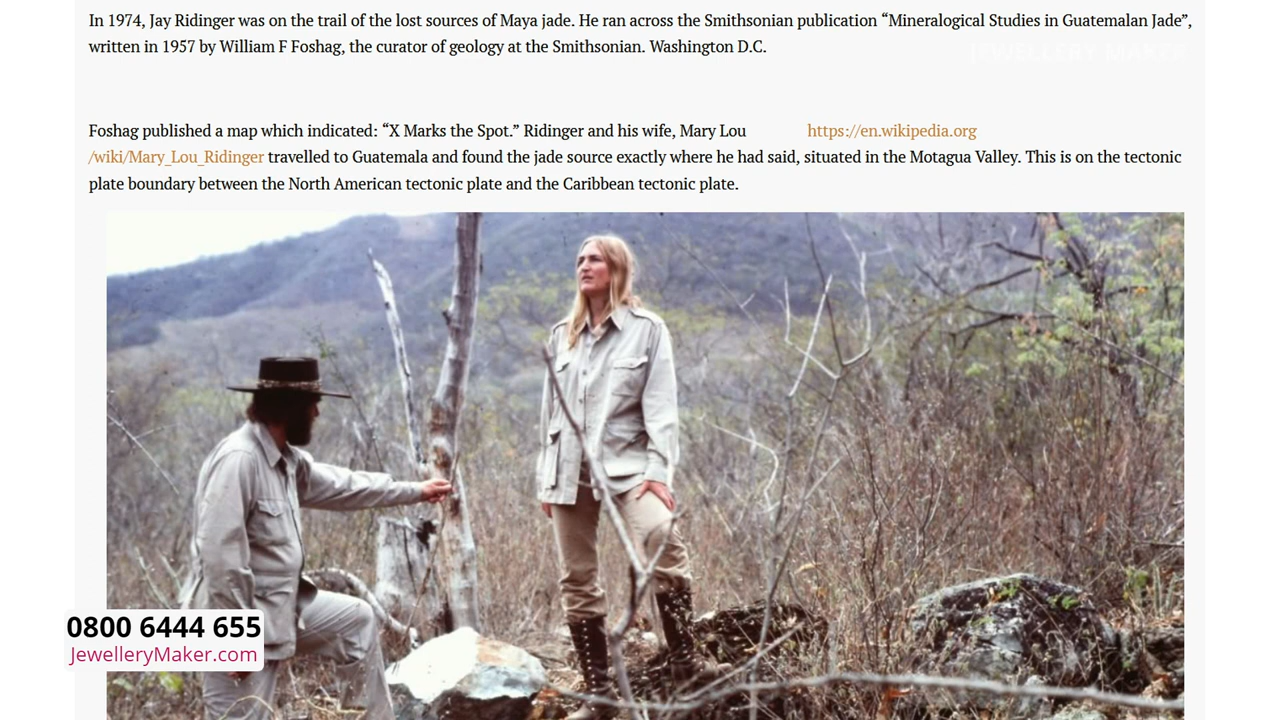 In 1974, Jay Ridinger was on the trail of the lost sources of Maya jade. He ran across the Smithsonian publication “Mineralogical Studies in Guatemalan Jade”,
written in 1957 by William F Foshag, the curator of geology at the Smithsonian. Washington D.C.
JEWELLERY MAKER
Foshag published a map which indicated: “X Marks the Spot.” Ridinger and his wife, Mary Lou https://en.wikipedia.org
/wiki/Mary_Lou_Ridinger travelled to Guatemala and found the jade source exactly where he had said, situated in the Motagua Valley. This is on the tectonic
plate boundary between the North American tectonic plate and the Caribbean tectonic plate.
0800 6444 655
JewelleryMaker.com